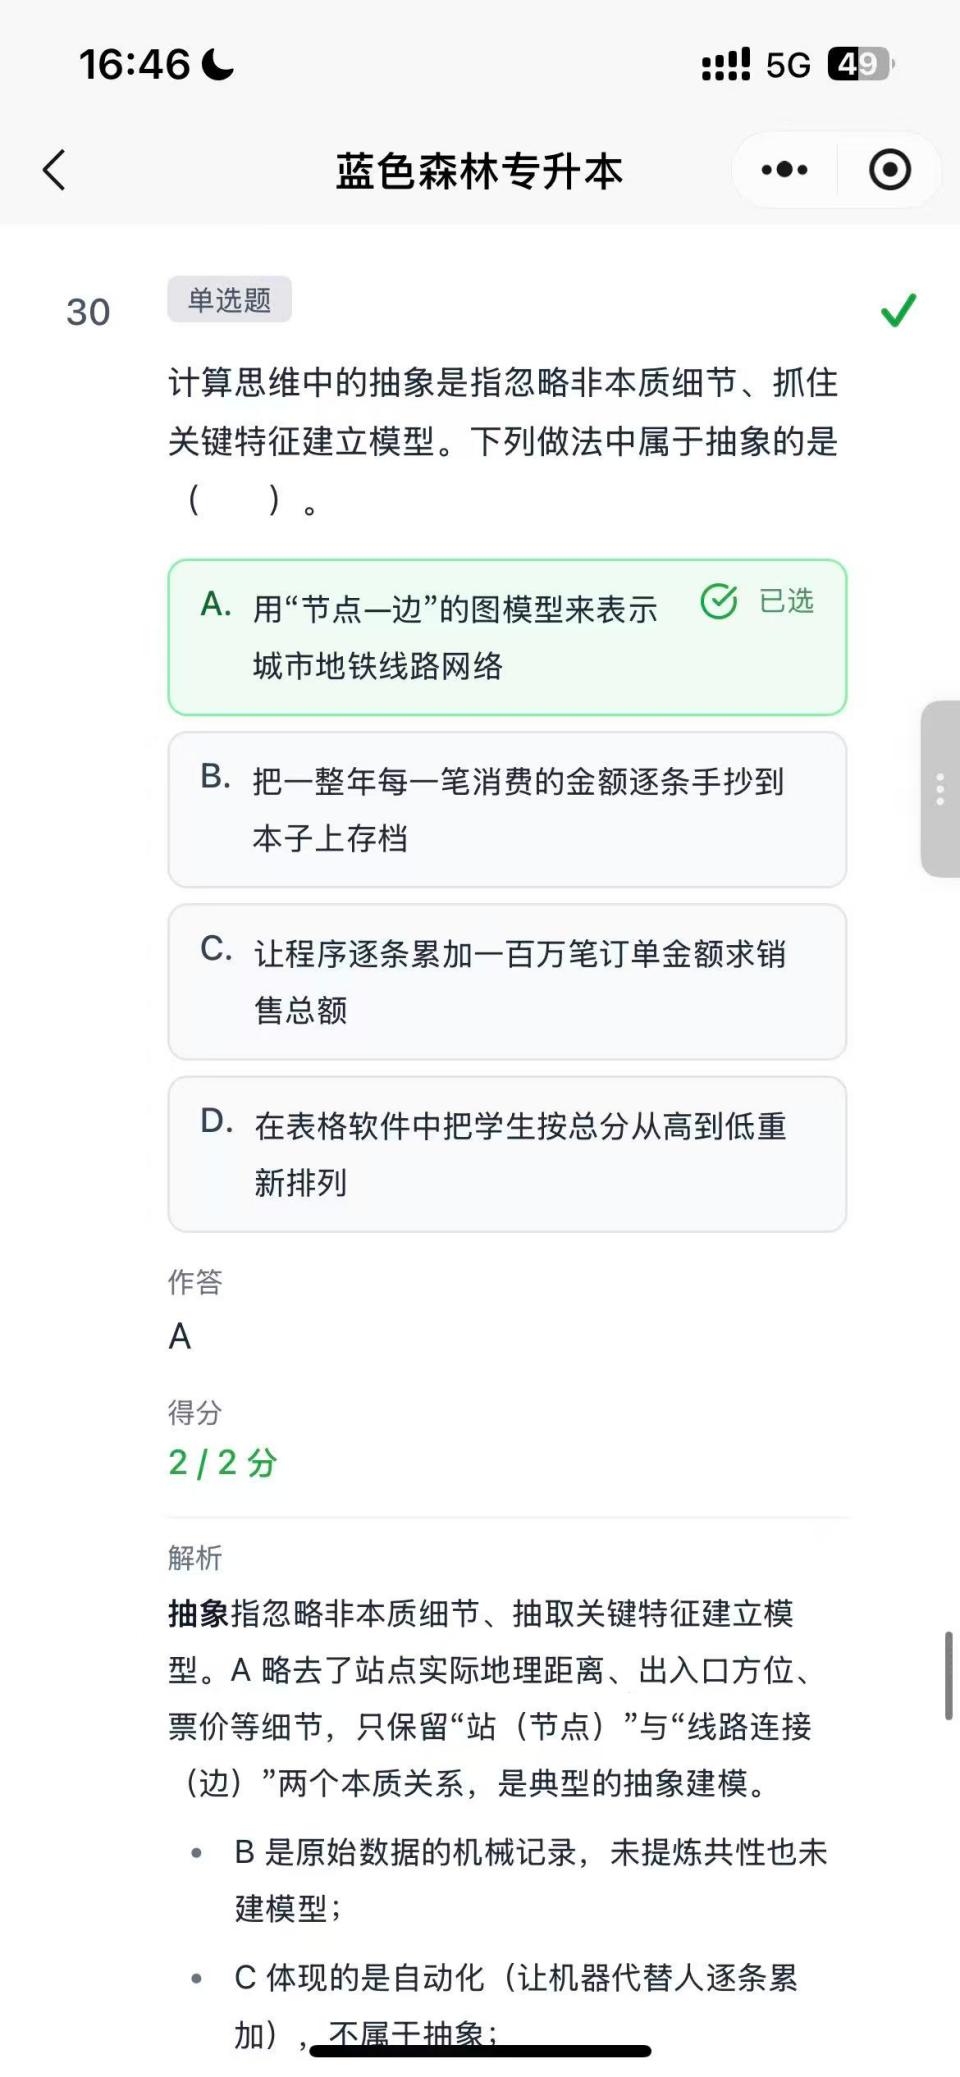 16:46
5G
49
蓝色森林专升本
30
单选题
计算思维中的抽象是指忽略非本质细节、抓住
关键特征建立模型。下列做法中属于抽象的是
（　　）。
A. 用“节点—边”的图模型来表示
已选
城市地铁线路网络
B. 把一整年每一笔消费的金额逐条手抄到
本子上存档
C. 让程序逐条累加一百万笔订单金额求销
售总额
D. 在表格软件中把学生按总分从高到低重
新排列
作答
A
得分
2 / 2 分
解析
抽象指忽略非本质细节、抽取关键特征建立模
型。A 略去了站点实际地理距离、出入口方位、
票价等细节，只保留“站（节点）”与“线路连接
（边）”两个本质关系，是典型的抽象建模。
• B 是原始数据的机械记录，未提炼共性也未
建模型；
• C 体现的是自动化（让机器代替人逐条累
加），不属于抽象；